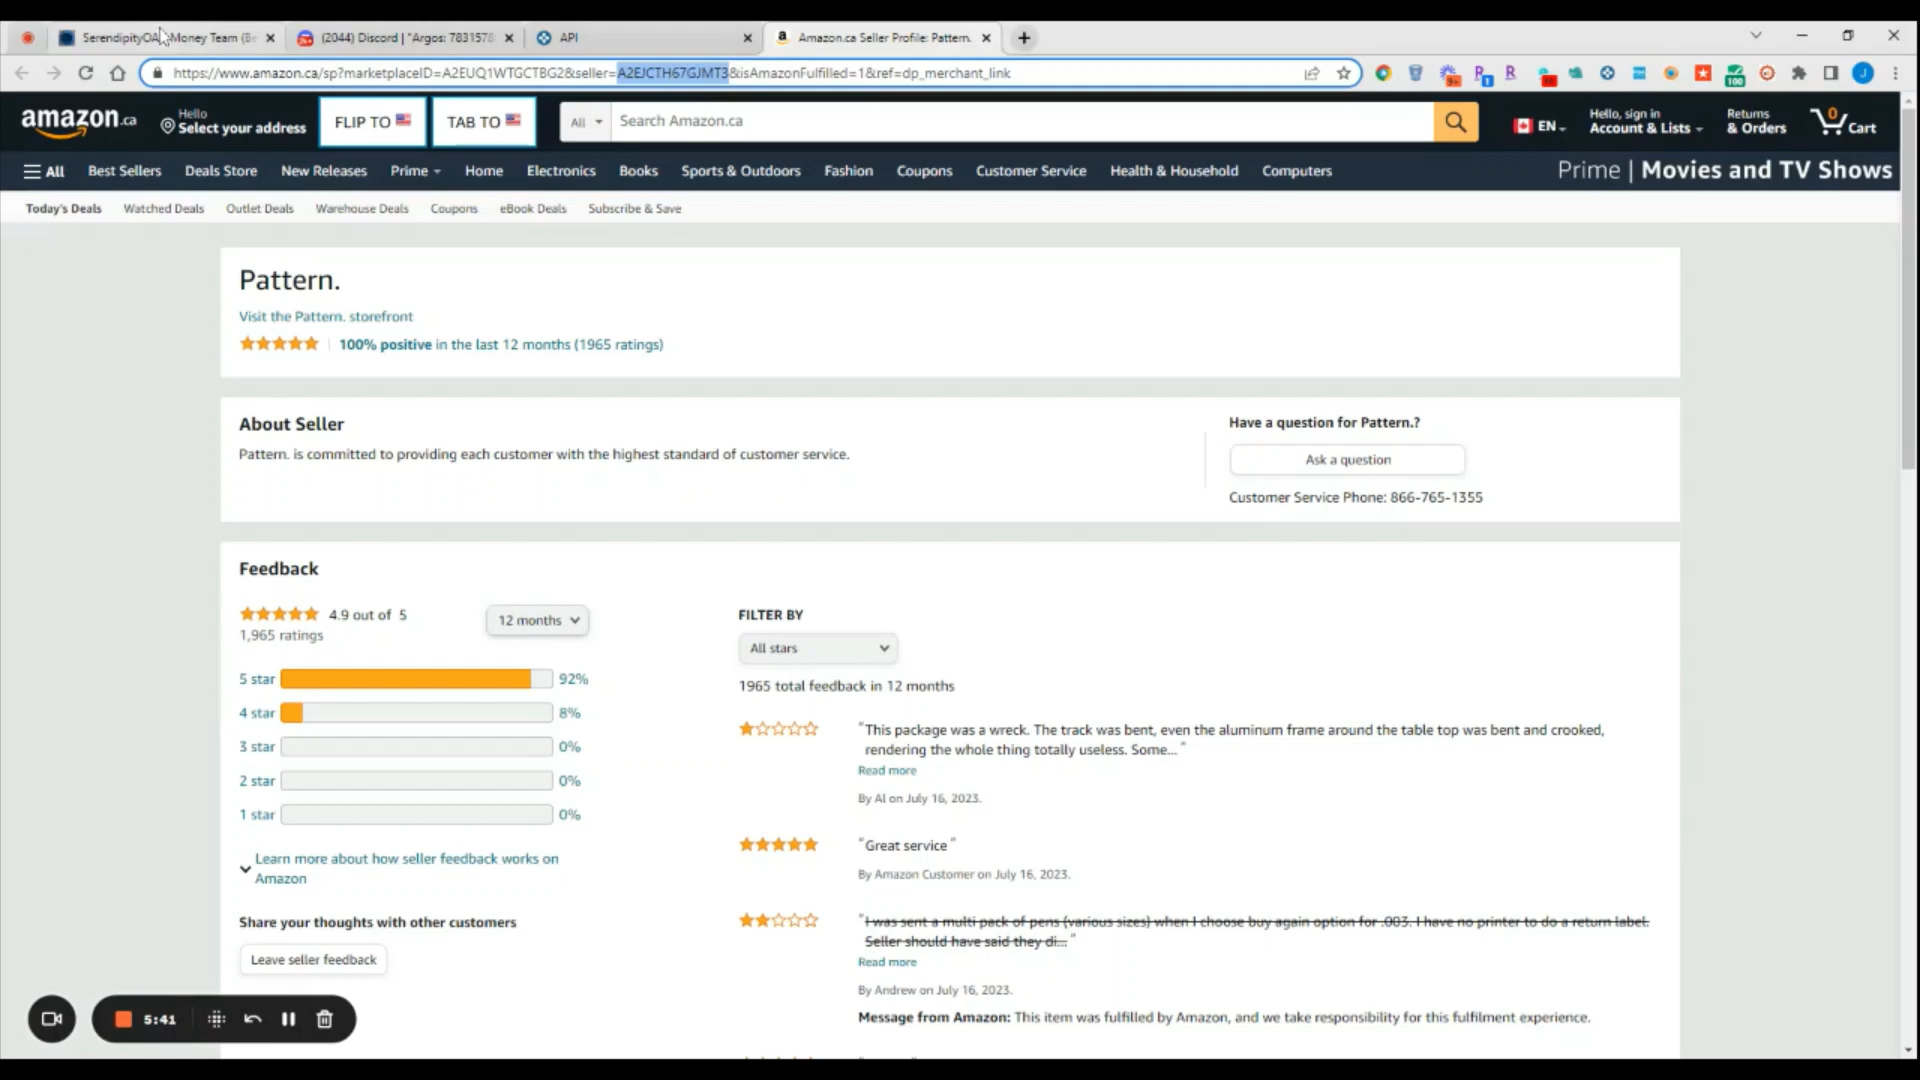 SerendipityOA Money Team (Be
(2044) Discord | "Argos: 7831578
API
Amazon.ca Seller Profile: Pattern.
https://www.amazon.ca/sp?marketplaceID=A2EUQ1WTGCTBG2&seller=A2EJCTH67GJMT3&isAmazonFulfilled=1&ref=dp_merchant_link
amazon.ca
Hello
Select your address
FLIP TO
TAB TO
All
Search Amazon.ca
EN
Hello, sign in
Account & Lists
Returns
& Orders
0
Cart
All
Best Sellers
Deals Store
New Releases
Prime
Home
Electronics
Books
Sports & Outdoors
Fashion
Coupons
Customer Service
Health & Household
Computers
Prime | Movies and TV Shows
Today's Deals
Watched Deals
Outlet Deals
Warehouse Deals
Coupons
eBook Deals
Subscribe & Save
Pattern.
Visit the Pattern. storefront
100% positive in the last 12 months (1965 ratings)
About Seller
Pattern. is committed to providing each customer with the highest standard of customer service.
Have a question for Pattern.?
Ask a question
Customer Service Phone: 866-765-1355
Feedback
4.9 out of 5
1,965 ratings
12 months
5 star 92%
4 star 8%
3 star 0%
2 star 0%
1 star 0%
Learn more about how seller feedback works on
Amazon
Share your thoughts with other customers
Leave seller feedback
FILTER BY
All stars
1965 total feedback in 12 months
"This package was a wreck. The track was bent, even the aluminum frame around the table top was bent and crooked,
rendering the whole thing totally useless. Some... "
Read more
By Al on July 16, 2023.
"Great service "
By Amazon Customer on July 16, 2023.
"I was sent a multi pack of pens (various sizes) when I choose buy again option for .003. I have no printer to do a return label.
Seller should have said they di... "
Read more
By Andrew on July 16, 2023.
Message from Amazon: This item was fulfilled by Amazon, and we take responsibility for this fulfilment experience.
5:41